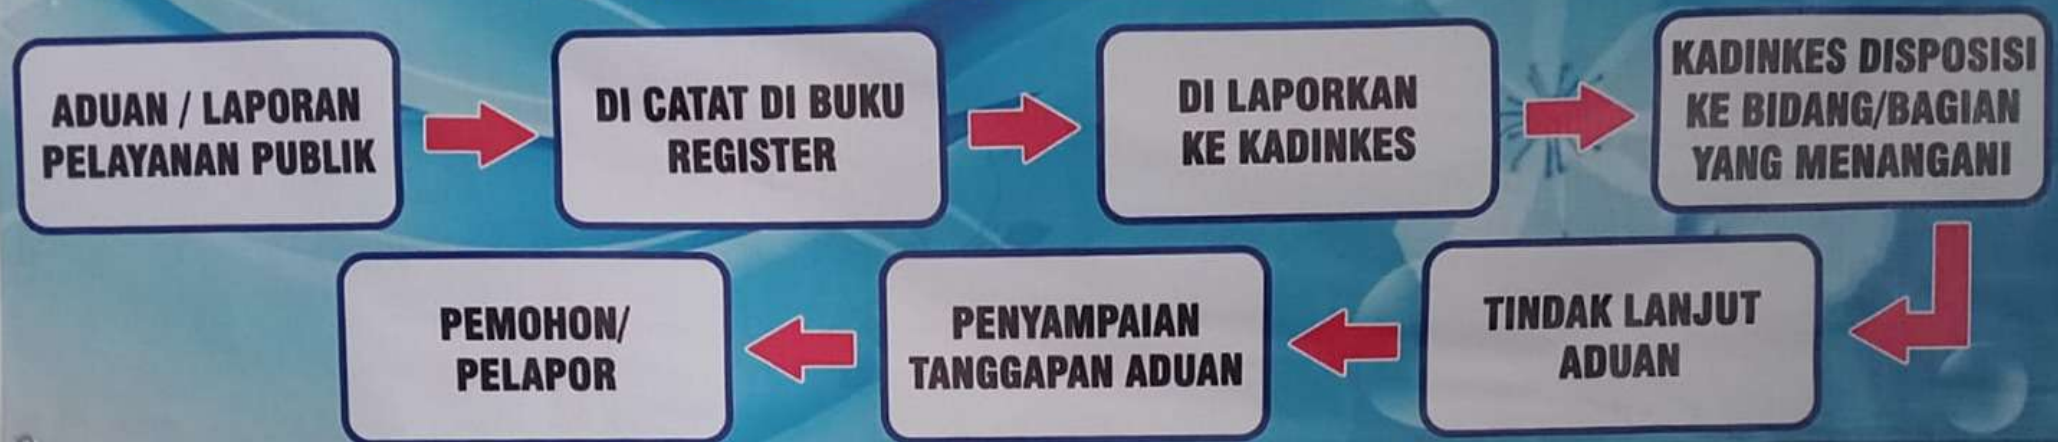 ADUAN / LAPORAN
PELAYANAN PUBLIK
DI CATAT DI BUKU
REGISTER
DI LAPORKAN
KE KADINKES
KADINKES DISPOSISI
KE BIDANG/BAGIAN
YANG MENANGANI
TINDAK LANJUT
ADUAN
PENYAMPAIAN
TANGGAPAN ADUAN
PEMOHON/
PELAPOR